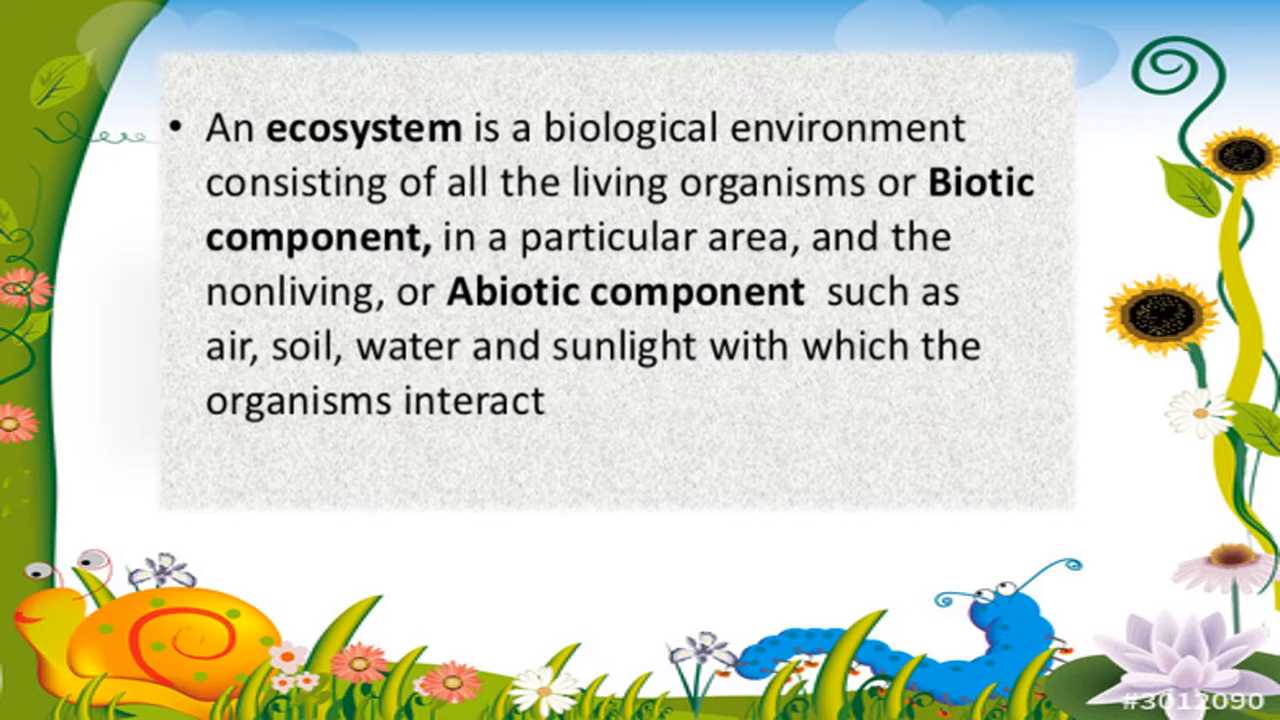 • An ecosystem is a biological environment
consisting of all the living organisms or Biotic
component, in a particular area, and the
nonliving, or Abiotic component such as
air, soil, water and sunlight with which the
organisms interact
#3012090